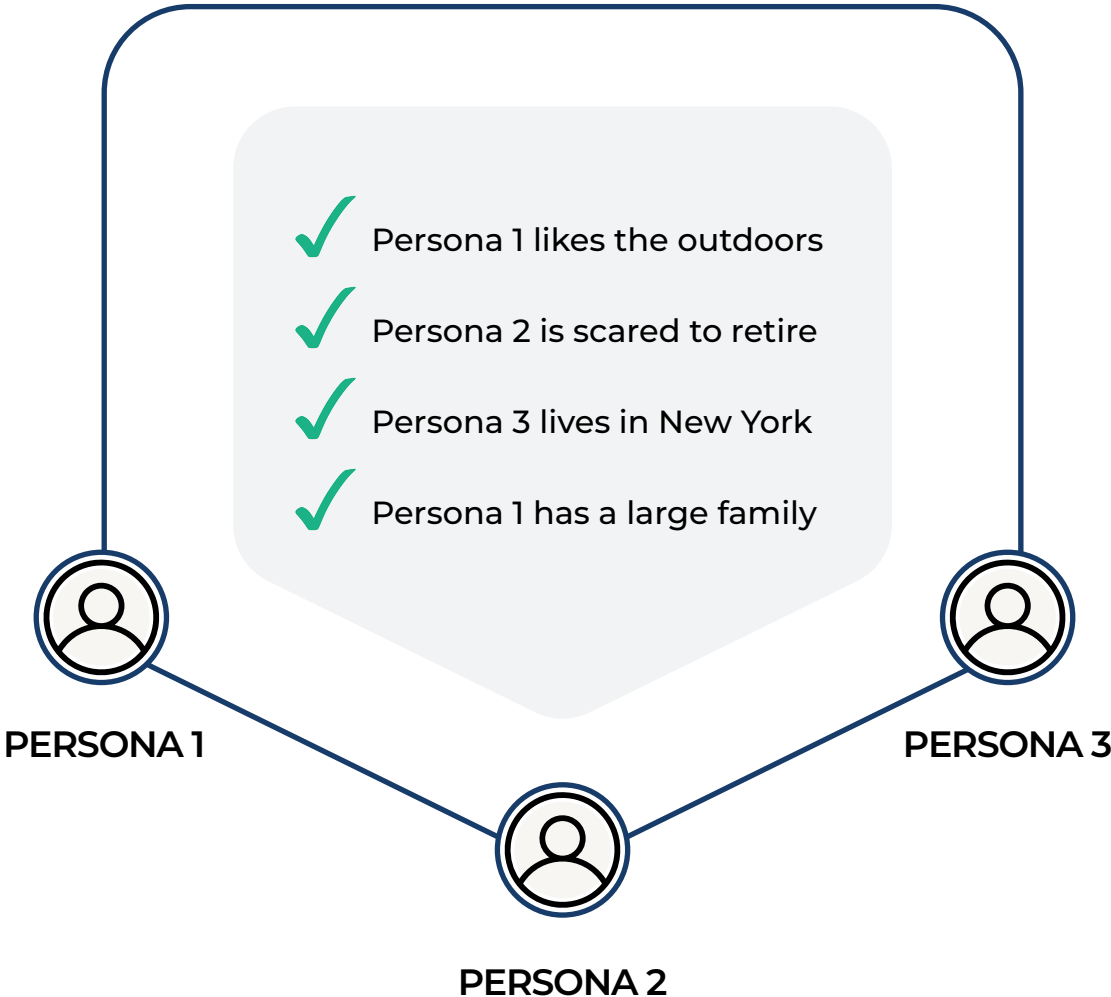 Persona 1 likes the outdoors
Persona 2 is scared to retire
Persona 3 lives in New York
Persona 1 has a large family
PERSONA 1
PERSONA 3
PERSONA 2